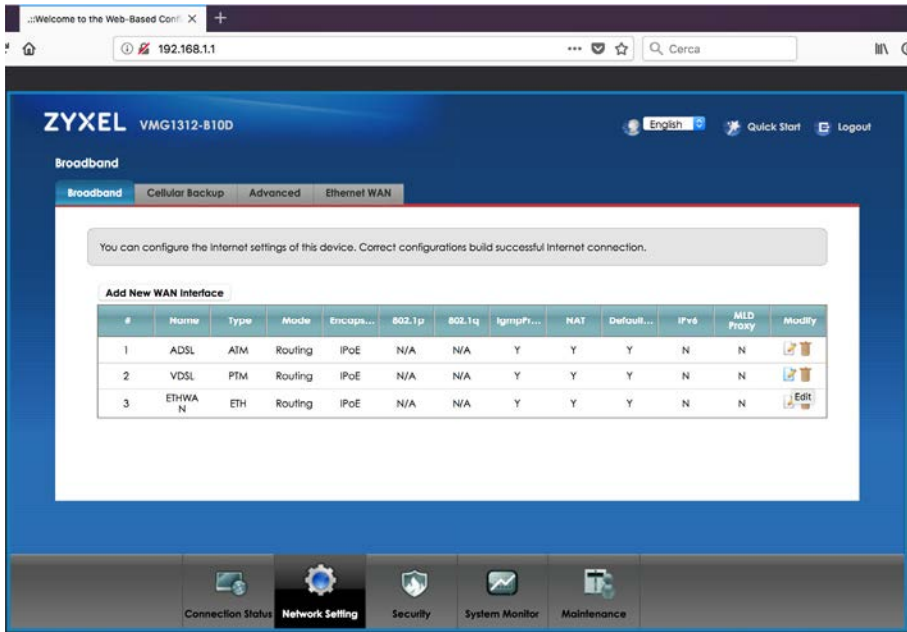 .::Welcome to the Web-Based Confi
192.168.1.1
Cerca
ZYXEL VMG1312-B10D
English Quick Start Logout
Broadband
Broadband Cellular Backup Advanced Ethernet WAN
You can configure the Internet settings of this device. Correct configurations build successful Internet connection.
Add New WAN Interface
# Name Type Mode Encaps... 802.1p 802.1q IgmpPr... NAT Default... IPv6 MLD Proxy Modify
1 ADSL ATM Routing IPoE N/A N/A Y Y Y N N
2 VDSL PTM Routing IPoE N/A N/A Y Y Y N N
3 ETHWAN ETH Routing IPoE N/A N/A Y Y Y N N Edit
Connection Status Network Setting Security System Monitor Maintenance